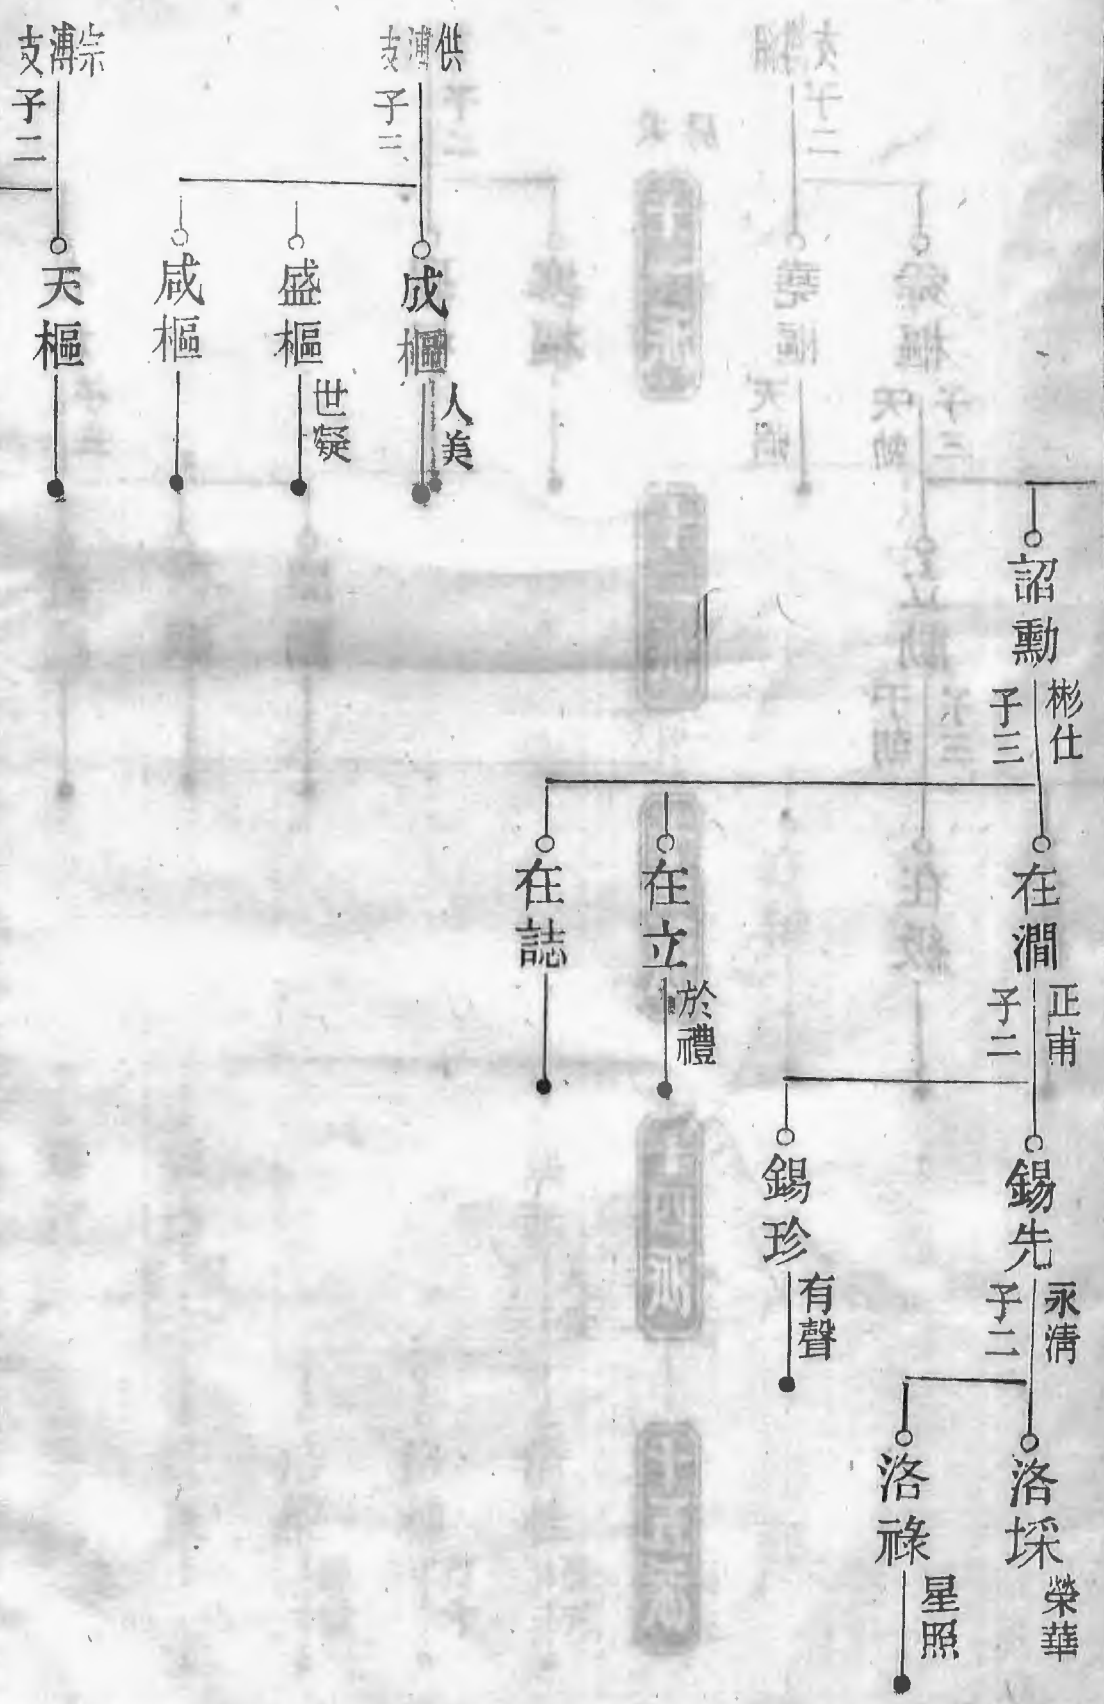 詔勳
彬仕
子三
在澗
正甫
子二
在立
於禮
在誌
錫先
永淸
子二
錫珍
有聲
洛埰
榮華
洛祿
星照
供溥支
子三
成樞
人美
盛樞
世凝
咸樞
宗溥支
子二
天樞